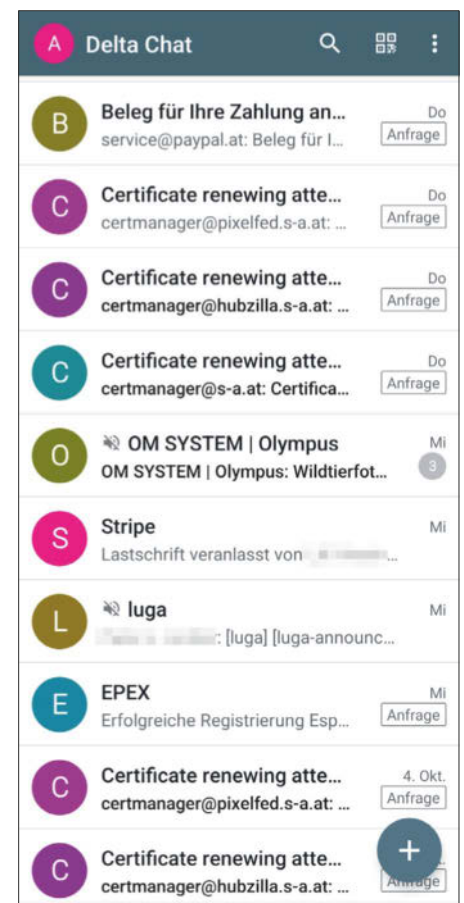 A Delta Chat
B
Beleg für Ihre Zahlung an... Do
service@paypal.at: Beleg für I... Anfrage
C
Certificate renewing atte... Do
certmanager@pixelfed.s-a.at: ... Anfrage
C
Certificate renewing atte... Do
certmanager@hubzilla.s-a.at: ... Anfrage
C
Certificate renewing atte... Do
certmanager@s-a.at: Certifica... Anfrage
O
OM SYSTEM | Olympus Mi
OM SYSTEM | Olympus: Wildtierfot... 3
S
Stripe Mi
Lastschrift veranlasst von ...
L
luga Mi
: [luga] [luga-announc...
E
EPEX Mi
Erfolgreiche Registrierung Esp... Anfrage
C
Certificate renewing atte... 4. Okt.
certmanager@pixelfed.s-a.at: ... Anfrage
C
Certificate renewing atte...
certmanager@hubzilla.s-a.at: ... Anfrage